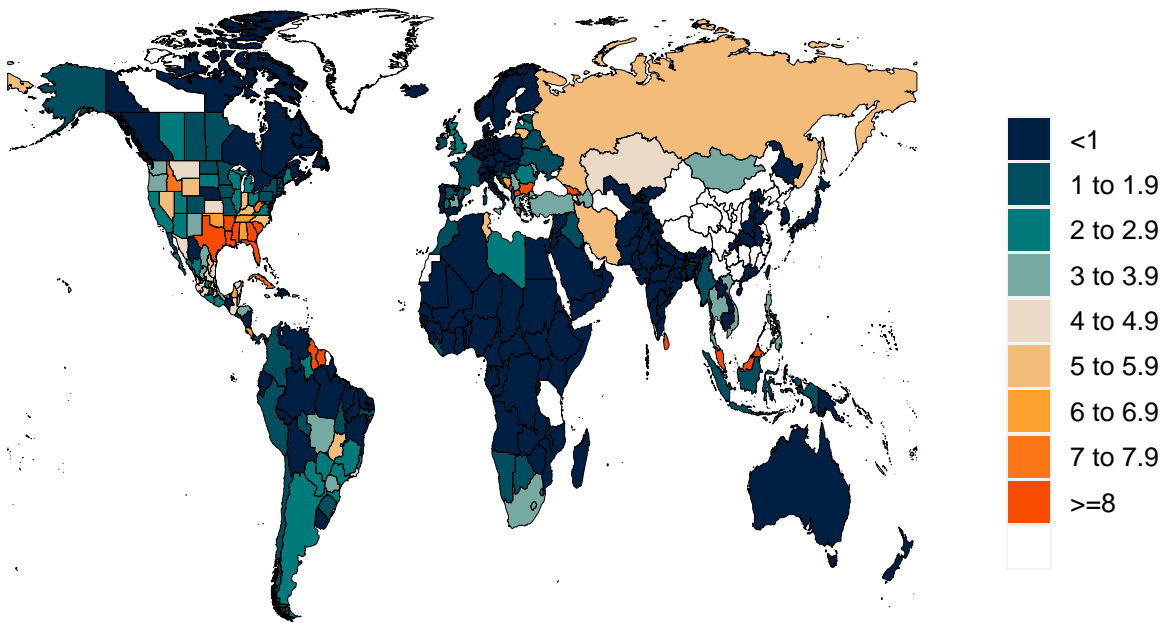 <1
1 to 1.9
2 to 2.9
3 to 3.9
4 to 4.9
5 to 5.9
6 to 6.9
7 to 7.9
>=8